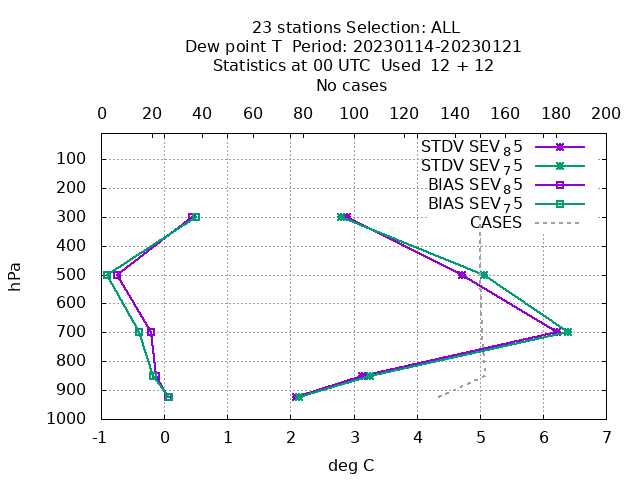 23 stations Selection: ALL
Dew point T  Period: 20230114-20230121
Statistics at 00 UTC  Used  12 + 12
No cases
0 20 40 60 80 100 120 140 160 180 200
STDV SEV₈5
STDV SEV₇5
BIAS SEV₈5
BIAS SEV₇5
CASES
hPa
100
200
300
400
500
600
700
800
900
1000
-1 0 1 2 3 4 5 6 7
deg C